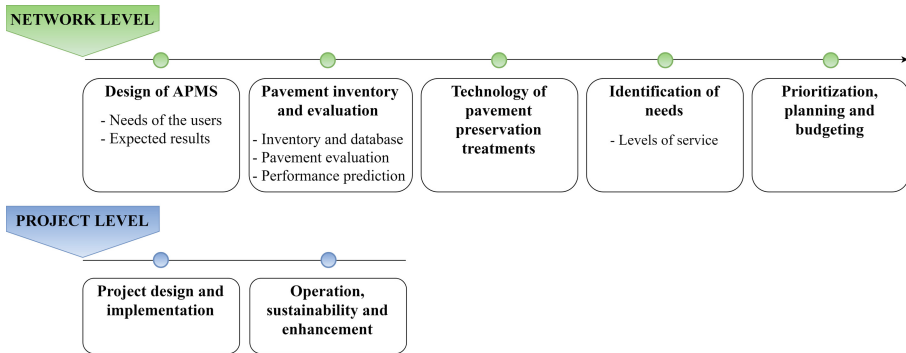 NETWORK LEVEL
Design of APMS
- Needs of the users
- Expected results
Pavement inventory
and evaluation
- Inventory and database
- Pavement evaluation
- Performance prediction
Technology of
pavement
preservation
treatments
Identification of
needs
- Levels of service
Prioritization,
planning and
budgeting
PROJECT LEVEL
Project design and
implementation
Operation,
sustainability and
enhancement